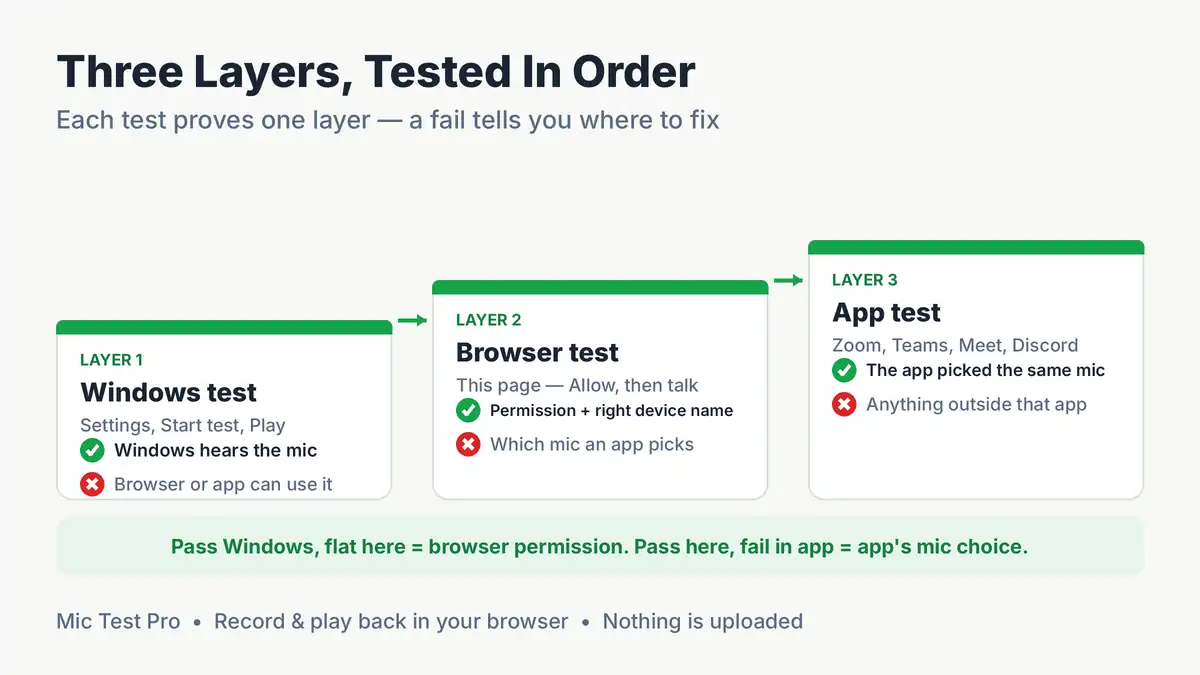 Three Layers, Tested In Order
Each test proves one layer — a fail tells you where to fix
LAYER 1
Windows test
Settings, Start test, Play
Windows hears the mic
Browser or app can use it
LAYER 2
Browser test
This page — Allow, then talk
Permission + right device name
Which mic an app picks
LAYER 3
App test
Zoom, Teams, Meet, Discord
The app picked the same mic
Anything outside that app
Pass Windows, flat here = browser permission. Pass here, fail in app = app's mic choice.
Mic Test Pro • Record & play back in your browser • Nothing is uploaded